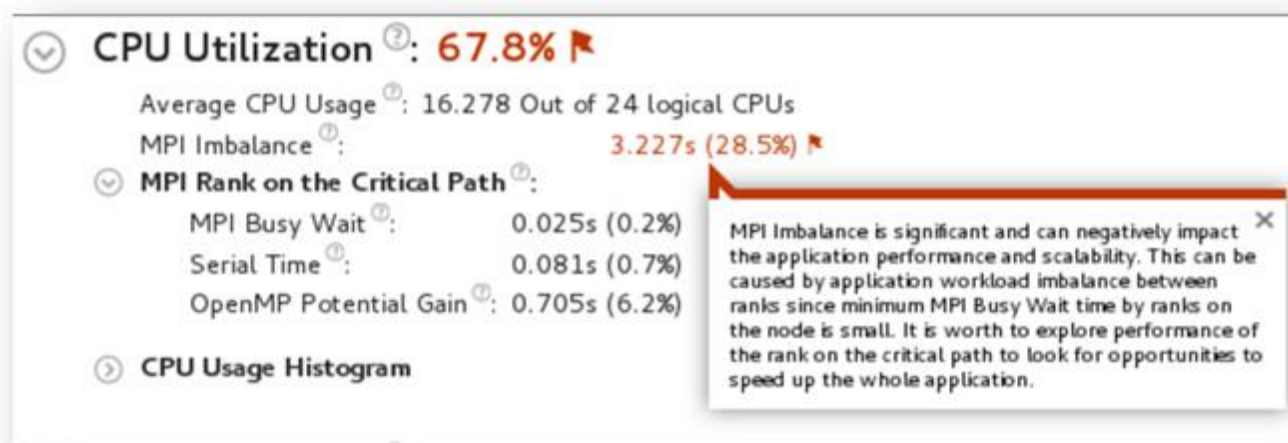 CPU Utilization ?: 67.8%
Average CPU Usage ?: 16.278 Out of 24 logical CPUs
MPI Imbalance ?: 3.227s (28.5%)
MPI Rank on the Critical Path ?:
MPI Busy Wait ?: 0.025s (0.2%)
Serial Time ?: 0.081s (0.7%)
OpenMP Potential Gain ?: 0.705s (6.2%)
CPU Usage Histogram
MPI Imbalance is significant and can negatively impact
the application performance and scalability. This can be
caused by application workload imbalance between
ranks since minimum MPI Busy Wait time by ranks on
the node is small. It is worth to explore performance of
the rank on the critical path to look for opportunities to
speed up the whole application.